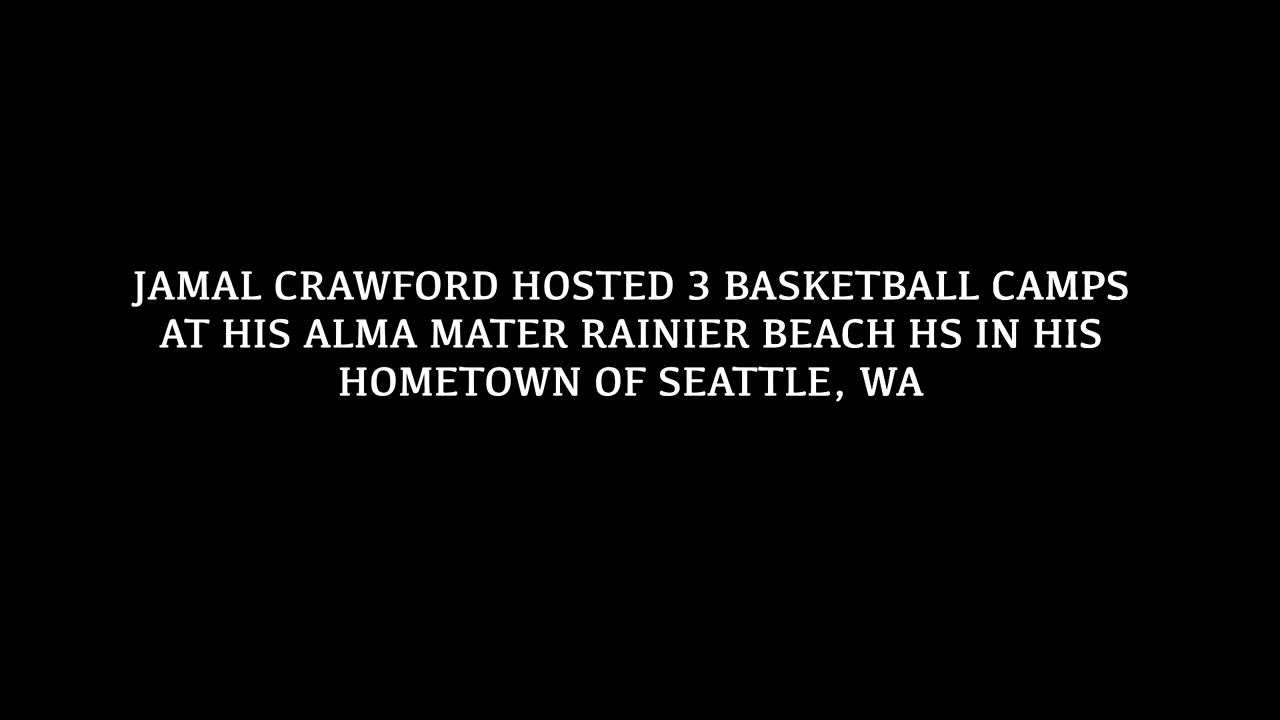 JAMAL CRAWFORD HOSTED 3 BASKETBALL CAMPS
AT HIS ALMA MATER RAINIER BEACH HS IN HIS
HOMETOWN OF SEATTLE, WA